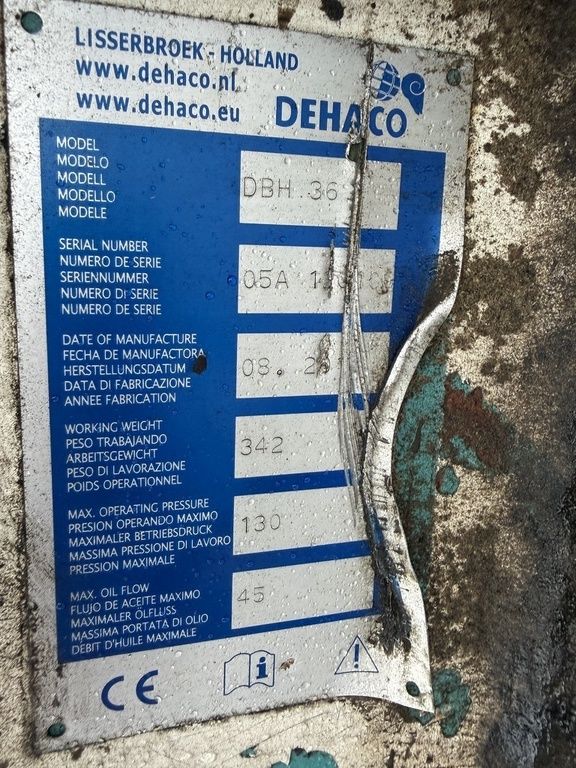 LISSERBROEK - HOLLAND
www.dehaco.nl
www.dehaco.eu
DEHACO
MODEL
MODELO
MODELL
MODELLO
MODELE
DBH 36
SERIAL NUMBER
NUMERO DE SERIE
SERIENNUMMER
NUMERO DI SERIE
NUMERO DE SERIE
05A
DATE OF MANUFACTURE
FECHA DE MANUFACTORA
HERSTELLUNGSDATUM
DATA DI FABRICAZIONE
ANNEE FABRICATION
WORKING WEIGHT
PESO TRABAJANDO
ARBEITSGEWICHT
PESO DI LAVORAZIONE
POIDS OPERATIONNEL
342
MAX. OPERATING PRESSURE
PRESION OPERANDO MAXIMO
MAXIMALER BETRIEBSDRUCK
MASSIMA PRESSIONE DI LAVORO
PRESSION MAXIMALE
130
MAX. OIL FLOW
FLUJO DE ACEITE MAXIMO
MAXIMALER ÖLFLUSS
MASSIMA PORTATA DI OLIO
DEBIT D'HUILE MAXIMALE
45
CE